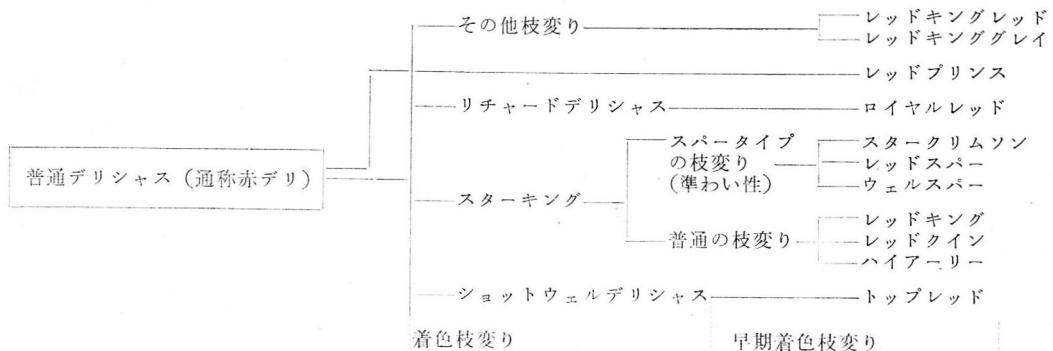 その他枝変り
レッドキングレッド
レッドキンググレイ
レッドプリンス
リチャードデリシャス
ロイヤルレッド
普通デリシャス（通称赤デリ）
スターキング
スパータイプ
の枝変り
(準わい性)
スタークリムソン
レッドスパー
ウェルスパー
普通の枝変り
レッドキング
レッドクイン
ハイアーリー
ショットウェルデリシャス
トップレッド
着色枝変り
早期着色枝変り